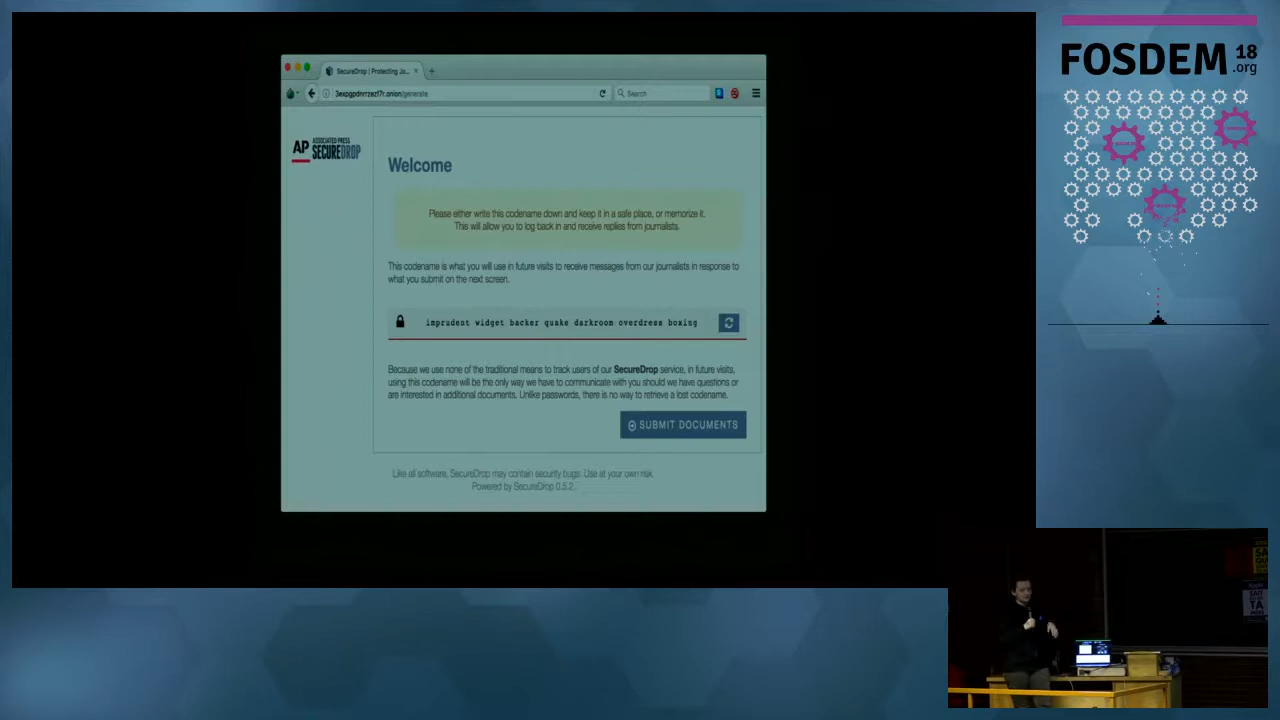 SecureDrop | Protecting Jo...
3expgpdnrrzezf7r.onion/generate
Search
AP
ASSOCIATED PRESS
SECUREDROP
Welcome
Please either write this codename down and keep it in a safe place, or memorize it.
This will allow you to log back in and receive replies from journalists.
This codename is what you will use in future visits to receive messages from our journalists in response to
what you submit on the next screen.
imprudent widget backer quake darkroom overdress boxing
Because we use none of the traditional means to track users of our SecureDrop service, in future visits,
using this codename will be the only way we have to communicate with you should we have questions or
are interested in additional documents. Unlike passwords, there is no way to retrieve a lost codename.
SUBMIT DOCUMENTS
Like all software, SecureDrop may contain security bugs. Use at your own risk.
Powered by SecureDrop 0.5.2.
FOSDEM 18
.org